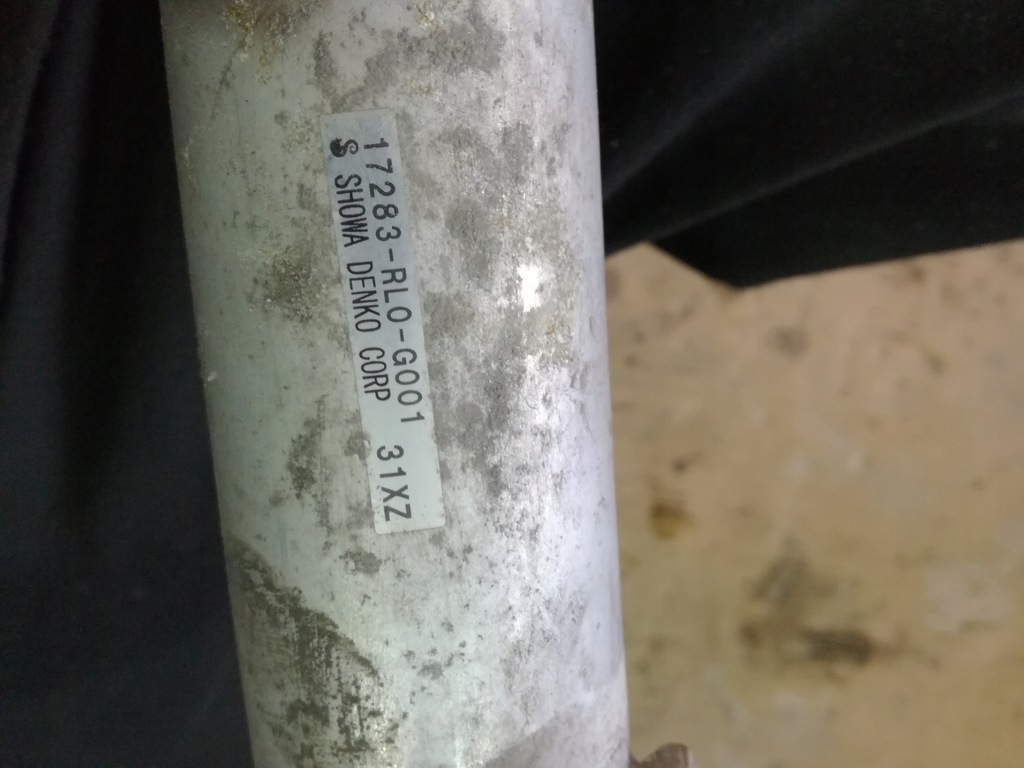 17283-RL0-G001
S SHOWA DENKO CORP 31XZ